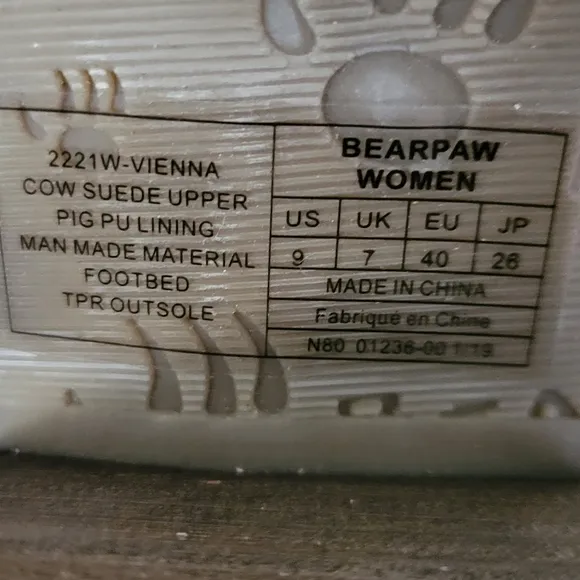 2221W-VIENNA
COW SUEDE UPPER
PIG PU LINING
MAN MADE MATERIAL
FOOTBED
TPR OUTSOLE
BEARPAW
WOMEN
US UK EU JP
9 7 40 26
MADE IN CHINA
Fabriqué en Chine
N80 01236-00 1/19